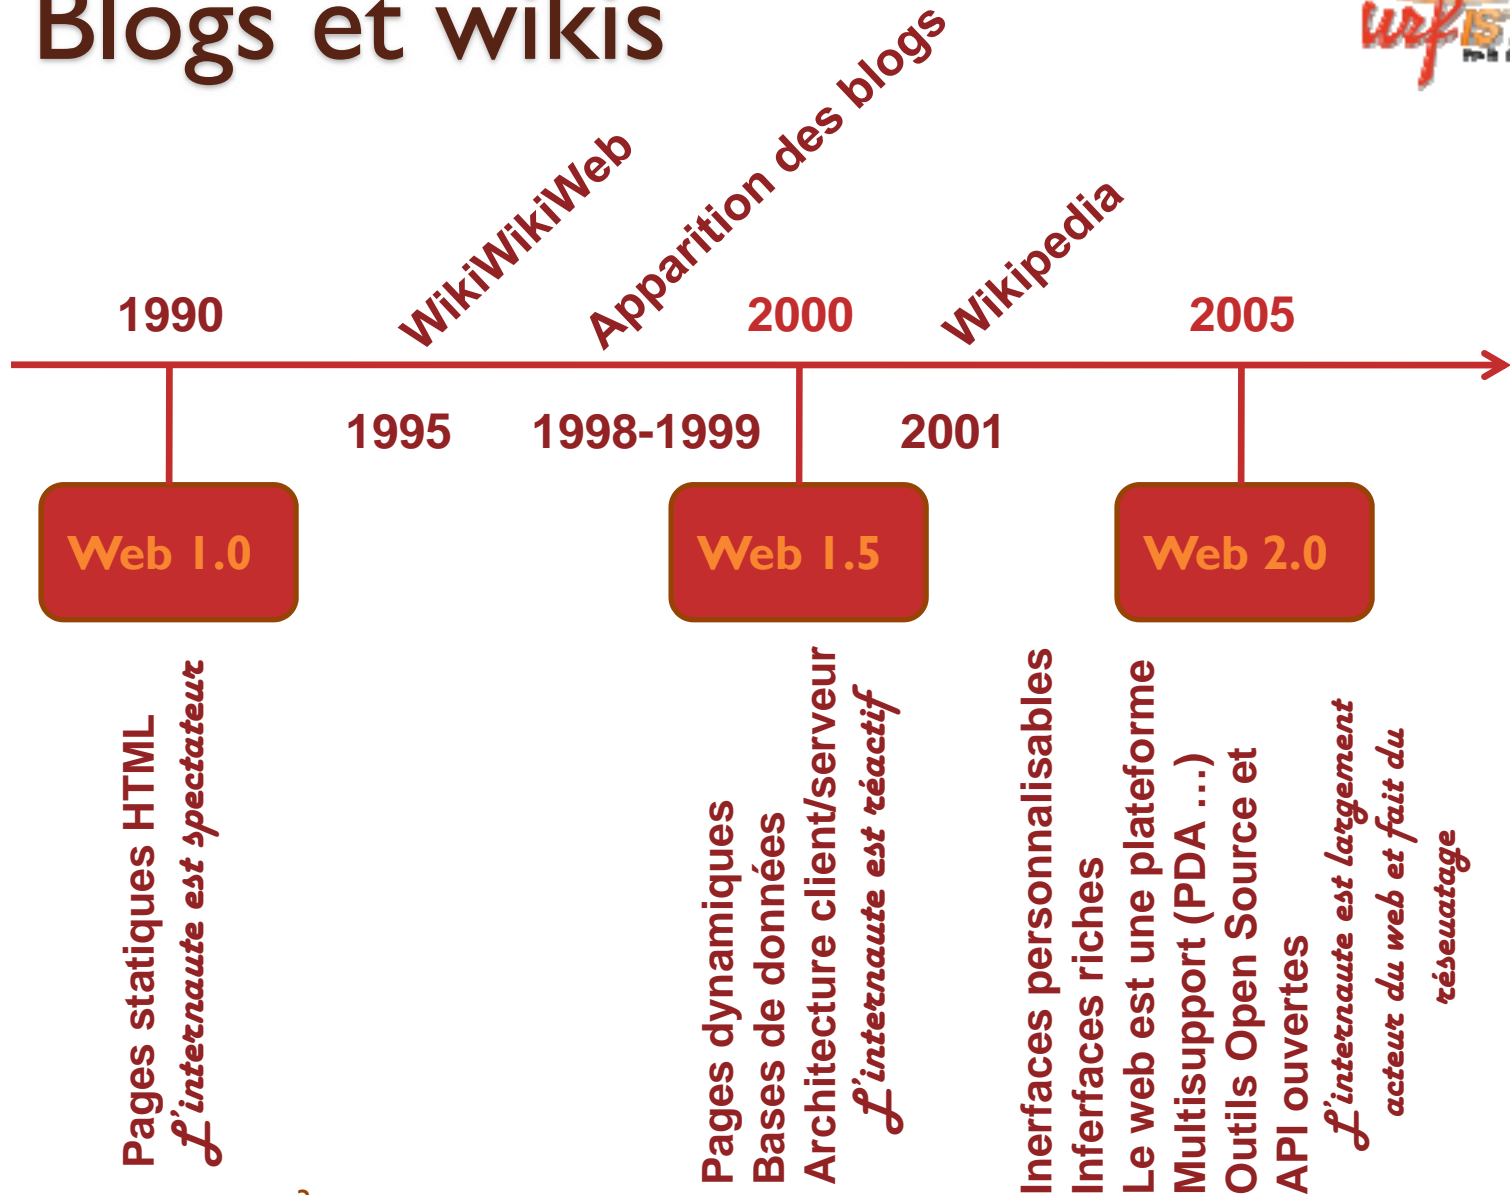 Blogs et wikis
WikiWikiWeb
Apparition des blogs
Wikipedia
1990
2000
2005
1995
1998-1999
2001
Web 1.0
Web 1.5
Web 2.0
Pages statiques HTML
L'internaute est spectateur
Pages dynamiques
Bases de données
Architecture client/serveur
L'internaute est réactif
Inerfaces personnalisables
Inferfaces riches
Le web est une plateforme
Multisupport (PDA …)
Outils Open Source et
API ouvertes
L'internaute est largement
acteur du web et fait du
réseuatage